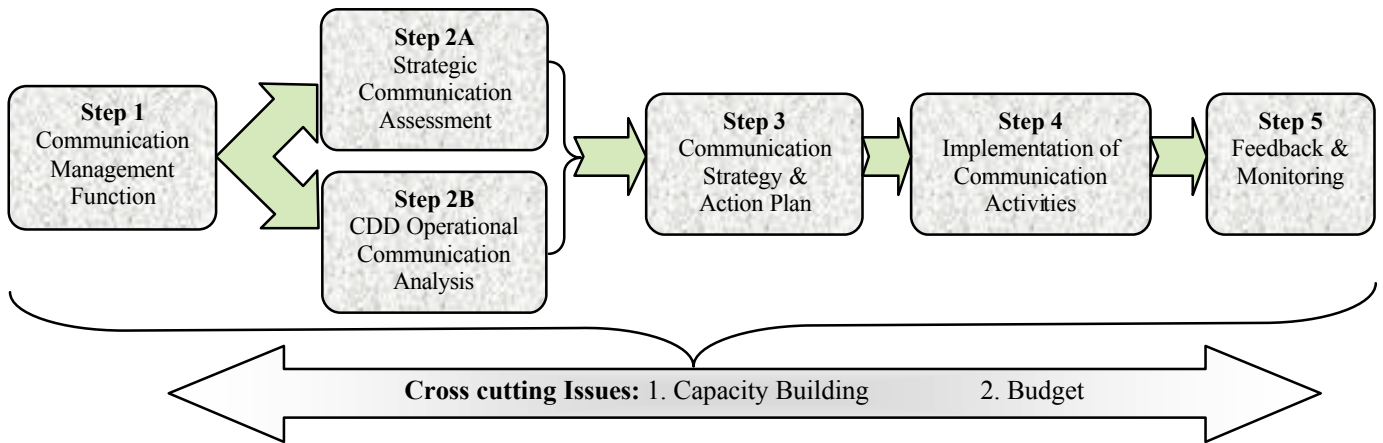 Step 1
Communication
Management
Function
Step 2A
Strategic
Communication
Assessment
Step 2B
CDD Operational
Communication
Analysis
Step 3
Communication
Strategy &
Action Plan
Step 4
Implementation of
Communication
Activities
Step 5
Feedback &
Monitoring
Cross cutting Issues: 1. Capacity Building 2. Budget